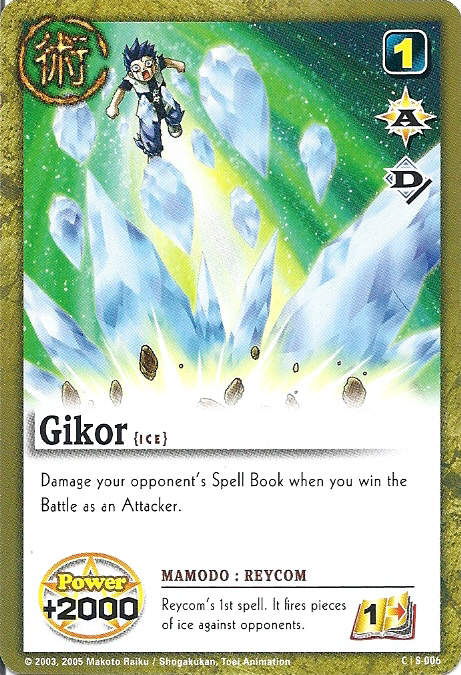 術
1
A
D
Gikor {ICE}
Damage your opponent's Spell Book when you win the
Battle as an Attacker.
Power
+2000
MAMODO : REYCOM
Reycom's 1st spell. It fires pieces
of ice against opponents.
1
© 2003, 2005 Makoto Raiku / Shogakukan, Toei Animation
C | S-006